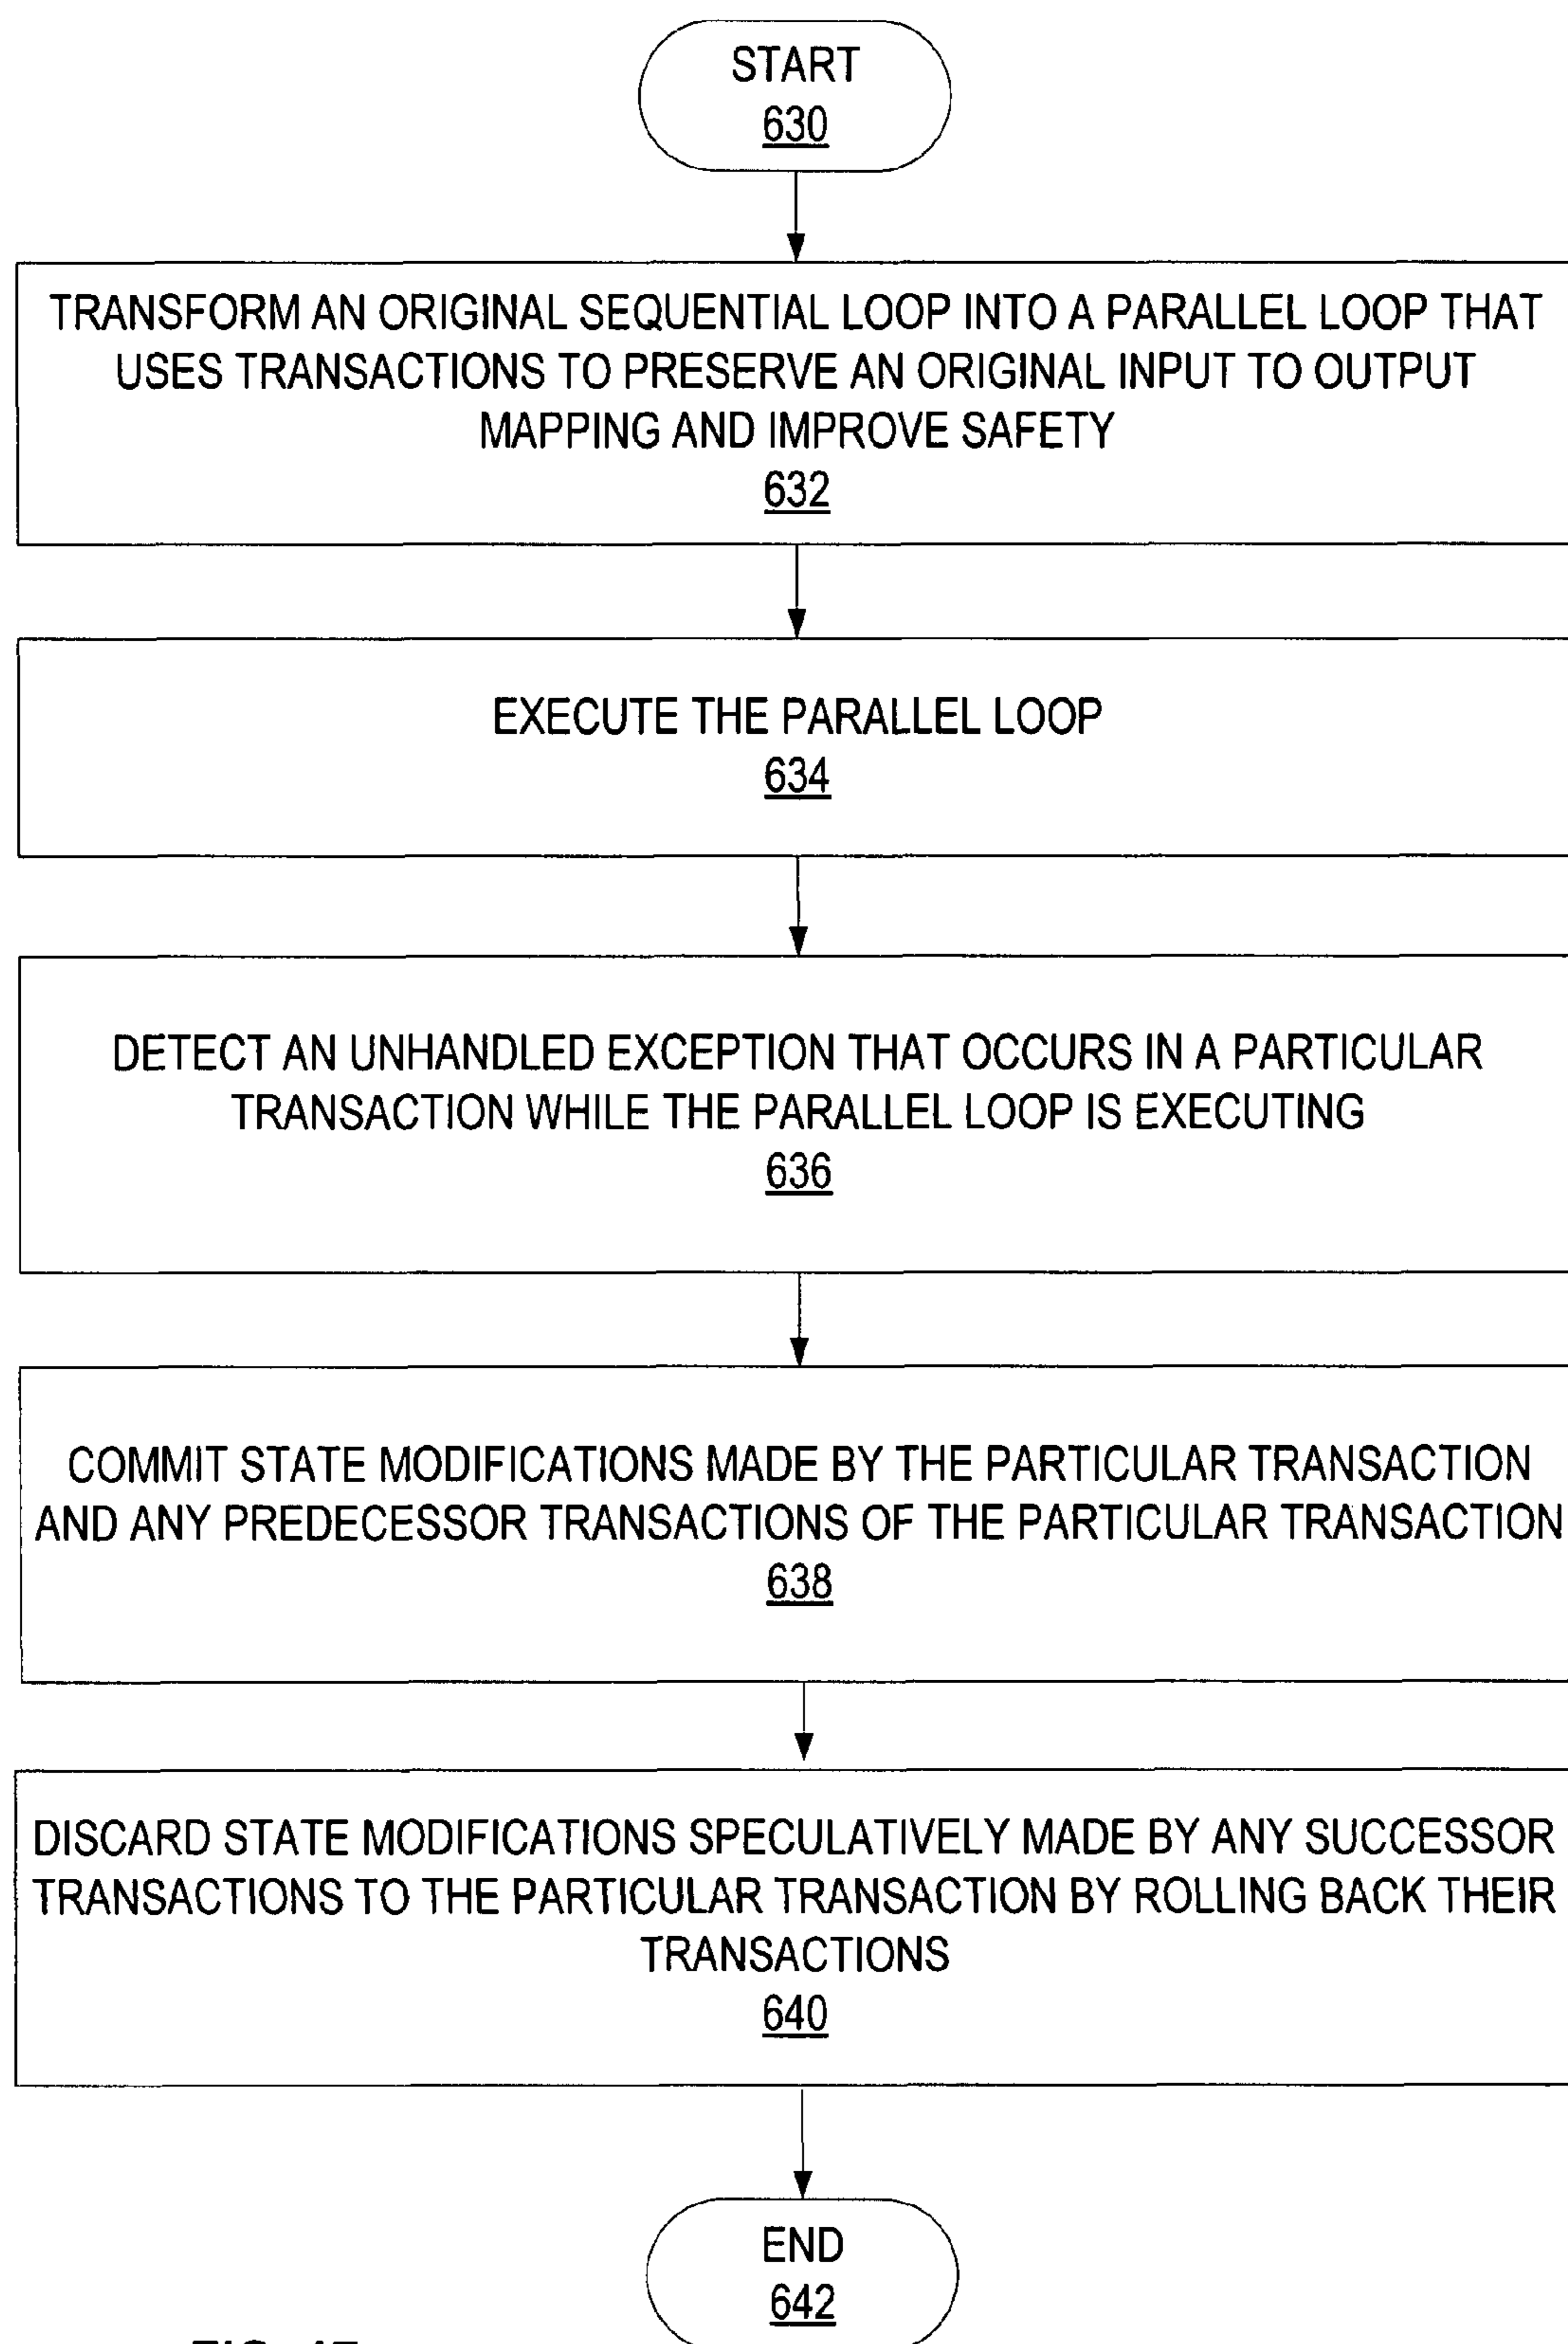 START
630
TRANSFORM AN ORIGINAL SEQUENTIAL LOOP INTO A PARALLEL LOOP THAT
USES TRANSACTIONS TO PRESERVE AN ORIGINAL INPUT TO OUTPUT
MAPPING AND IMPROVE SAFETY
632
EXECUTE THE PARALLEL LOOP
634
DETECT AN UNHANDLED EXCEPTION THAT OCCURS IN A PARTICULAR
TRANSACTION WHILE THE PARALLEL LOOP IS EXECUTING
636
COMMIT STATE MODIFICATIONS MADE BY THE PARTICULAR TRANSACTION
AND ANY PREDECESSOR TRANSACTIONS OF THE PARTICULAR TRANSACTION
638
DISCARD STATE MODIFICATIONS SPECULATIVELY MADE BY ANY SUCCESSOR
TRANSACTIONS TO THE PARTICULAR TRANSACTION BY ROLLING BACK THEIR
TRANSACTIONS
640
END
642